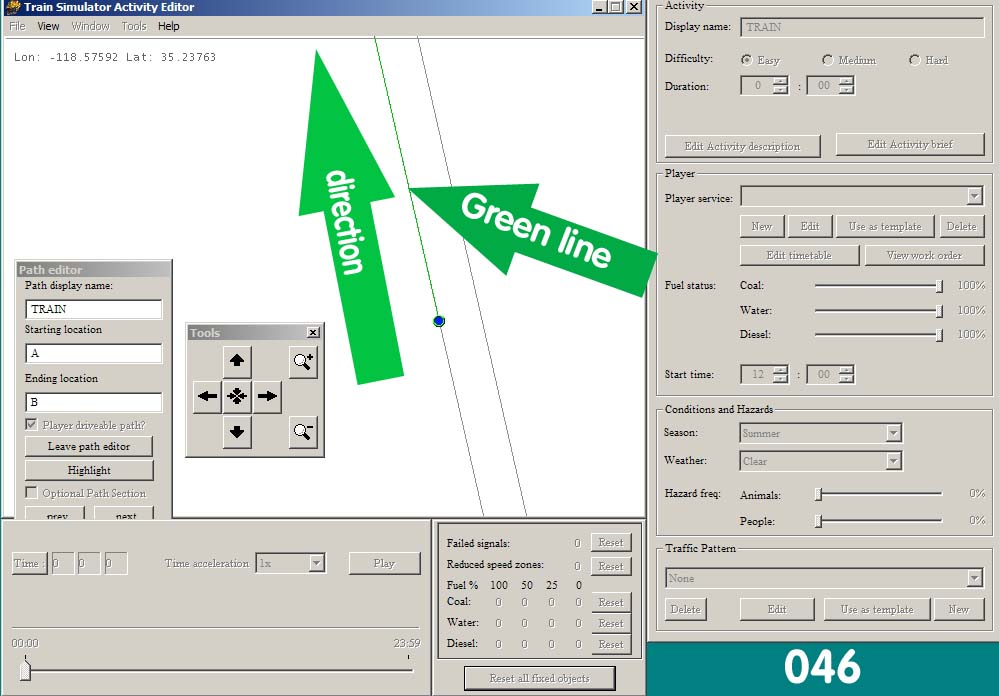 Train Simulator Activity Editor
File View Window Tools Help
Lon: -118.57592 Lat: 35.23763
direction
Green line
Path editor
Path display name:
TRAIN
Starting location
A
Ending location
B
Player driveable path?
Leave path editor
Highlight
Optional Path Section
prev next
Tools
Time : 0 0 0 Time acceleration 1x Play
00:00 23:59
Failed signals: 0 Reset
Reduced speed zones: 0 Reset
Fuel % 100 50 25 0
Coal: 0 0 0 0 Reset
Water: 0 0 0 0 Reset
Diesel: 0 0 0 0 Reset
Reset all fixed objects
Activity
Display name: TRAIN
Difficulty: Easy Medium Hard
Duration: 0 : 00
Edit Activity description Edit Activity brief
Player
Player service:
New Edit Use as template Delete
Edit timetable View work order
Fuel status: Coal: 100%
Water: 100%
Diesel: 100%
Start time: 12 : 00
Conditions and Hazards
Season: Summer
Weather: Clear
Hazard freq: Animals: 0%
People: 0%
Traffic Pattern
None
Delete Edit Use as template New
046